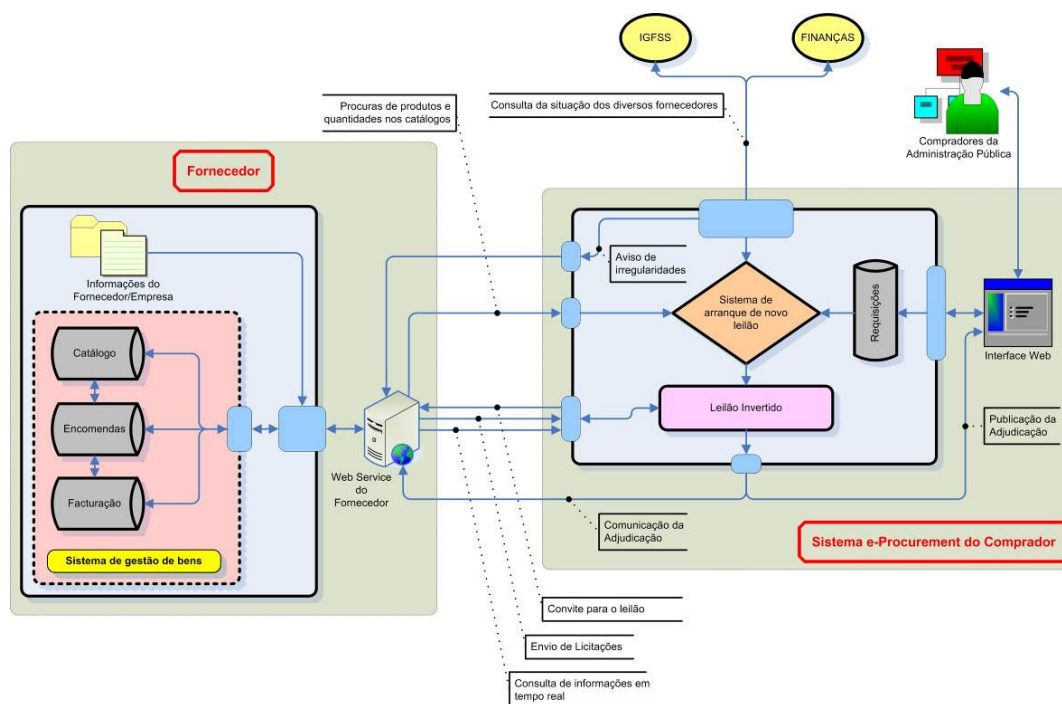 IGFSS
FINANÇAS
Procuras de produtos e
quantidades nos catálogos
Consulta da situação dos diversos fornecedores
Compradores da
Administração Pública
Fornecedor
Informações do
Fornecedor/Empresa
Aviso de
irregularidades
Sistema de
arranque de novo
leilão
Requisições
Interface Web
Catálogo
Encomendas
Facturação
Sistema de gestão de bens
Web Service
do
Fornecedor
Leilão Invertido
Publicação da
Adjudicação
Comunicação da
Adjudicação
Sistema e-Procurement do Comprador
Convite para o leilão
Envio de Licitações
Consulta de informações em
tempo real